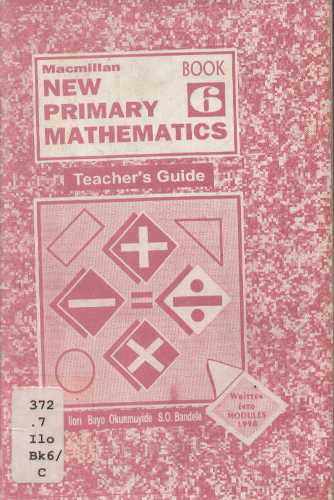 Macmillan
NEW
PRIMARY
MATHEMATICS
BOOK
6
Teacher's Guide
Ilori Bayo Okunmuyide S.O. Bandele
Written
into
MODULES
1998
372
.7
Ilo
Bk6/
C